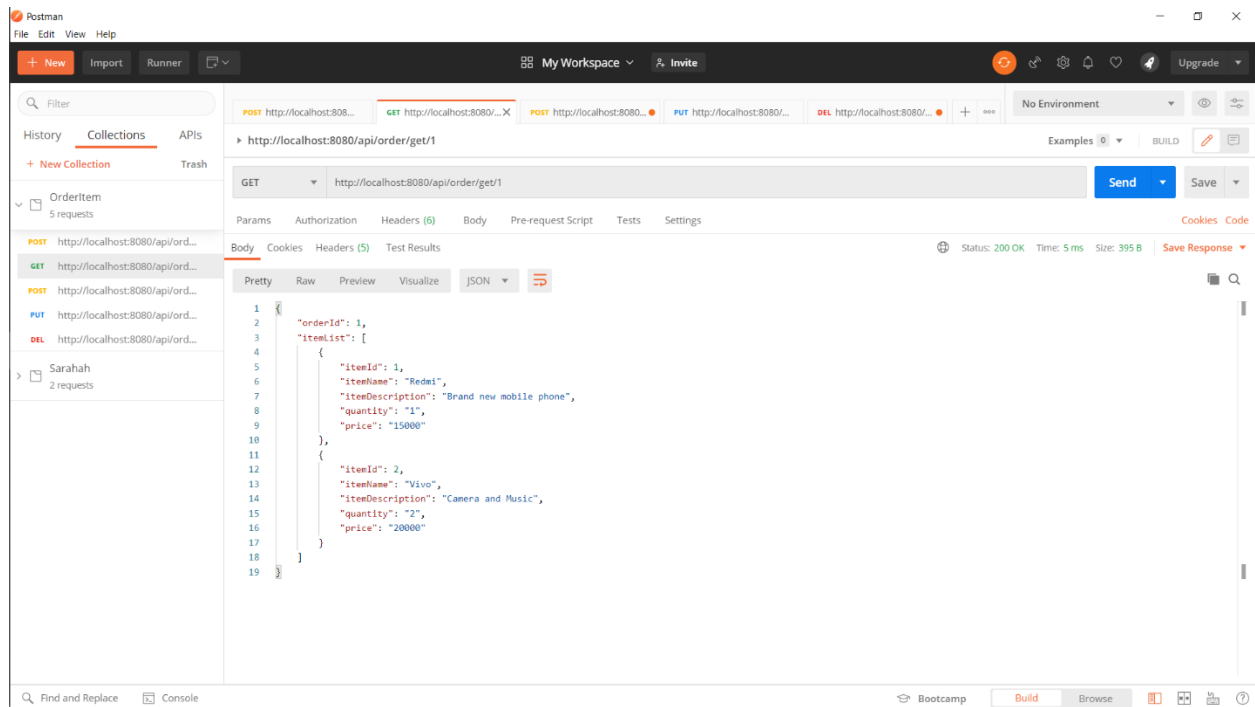 Postman
File Edit View Help
+ New Import Runner My Workspace Invite Upgrade
Filter
History Collections APIs
+ New Collection Trash
OrderItem
5 requests
POST http://localhost:8080/api/ord...
GET http://localhost:8080/api/ord...
POST http://localhost:8080/api/ord...
PUT http://localhost:8080/api/ord...
DEL http://localhost:8080/api/ord...
Sarahah
2 requests
POST http://localhost:808... GET http://localhost:8080/... X POST http://localhost:8080... PUT http://localhost:8080/... DEL http://localhost:8080/... + ooo No Environment
http://localhost:8080/api/order/get/1 Examples 0 BUILD
GET http://localhost:8080/api/order/get/1 Send Save
Params Authorization Headers (6) Body Pre-request Script Tests Settings Cookies Code
Body Cookies Headers (5) Test Results Status: 200 OK Time: 5 ms Size: 395 B Save Response
Pretty Raw Preview Visualize JSON
1 {
2 "orderId": 1,
3 "itemList": [
4 {
5 "itemId": 1,
6 "itemName": "Redmi",
7 "itemDescription": "Brand new mobile phone",
8 "quantity": "1",
9 "price": "15000"
10 },
11 {
12 "itemId": 2,
13 "itemName": "Vivo",
14 "itemDescription": "Camera and Music",
15 "quantity": "2",
16 "price": "20000"
17 }
18 ]
19 }
Find and Replace Console Bootcamp Build Browse ?